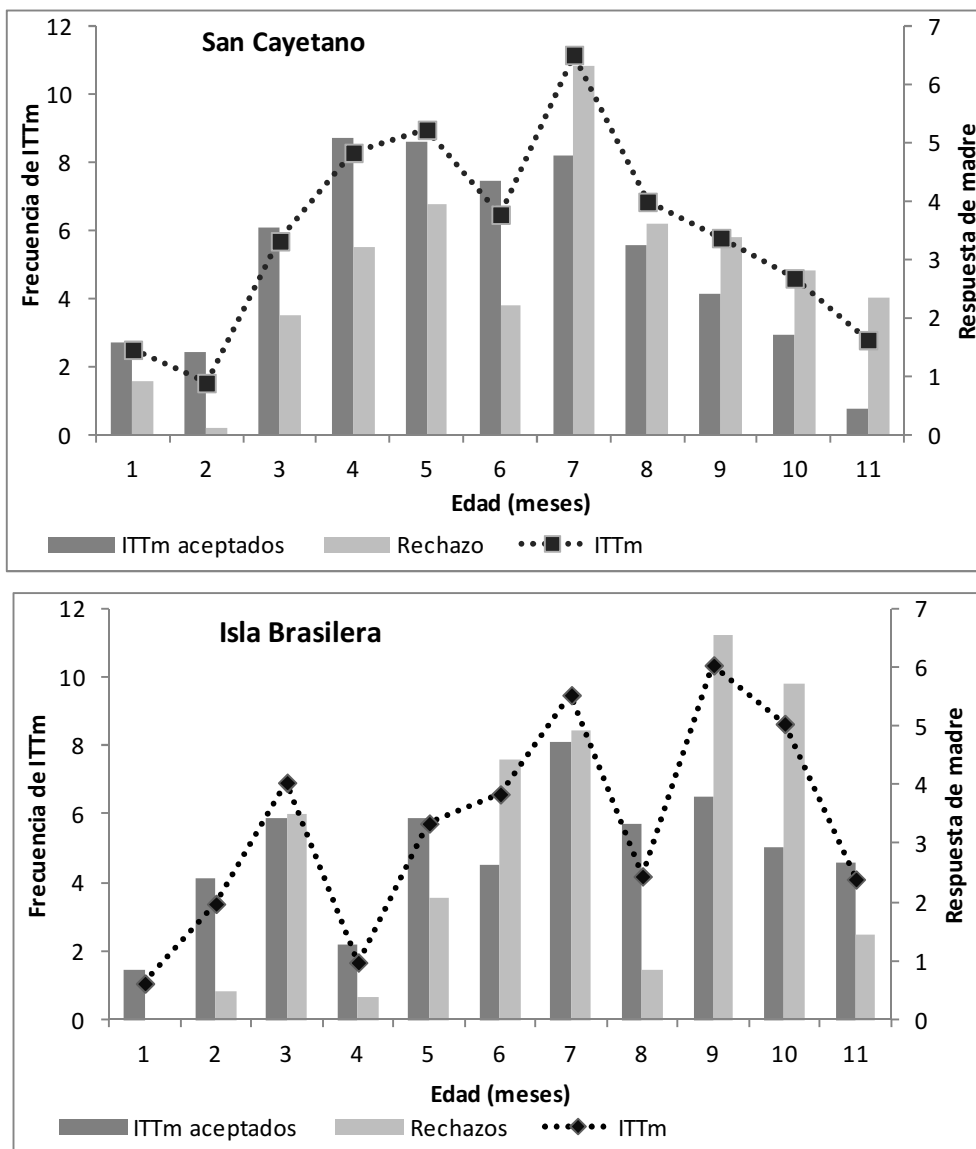 San Cayetano
Frecuencia de ITTm
12
10
8
6
4
2
0
7
6
5
4
3
2
1
0
Respuesta de madre
1 2 3 4 5 6 7 8 9 10 11
Edad (meses)
ITTm aceptados Rechazo ITTm
Isla Brasilera
Frecuencia de ITTm
12
10
8
6
4
2
0
7
6
5
4
3
2
1
0
Respuesta de madre
1 2 3 4 5 6 7 8 9 10 11
Edad (meses)
ITTm aceptados Rechazos ITTm